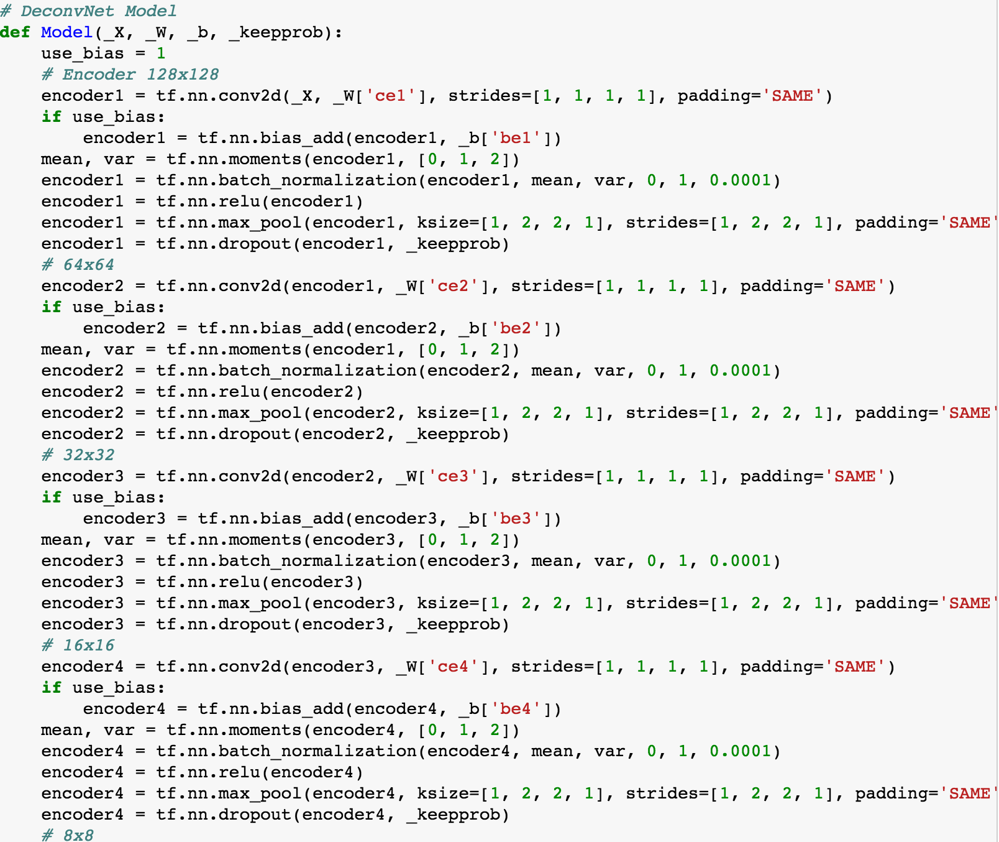 # DeconvNet Model
def Model(_X, _W, _b, _keepprob):
    use_bias = 1
    # Encoder 128x128
    encoder1 = tf.nn.conv2d(_X, _W['ce1'], strides=[1, 1, 1, 1], padding='SAME')
    if use_bias:
        encoder1 = tf.nn.bias_add(encoder1, _b['be1'])
    mean, var = tf.nn.moments(encoder1, [0, 1, 2])
    encoder1 = tf.nn.batch_normalization(encoder1, mean, var, 0, 1, 0.0001)
    encoder1 = tf.nn.relu(encoder1)
    encoder1 = tf.nn.max_pool(encoder1, ksize=[1, 2, 2, 1], strides=[1, 2, 2, 1], padding='SAME'
    encoder1 = tf.nn.dropout(encoder1, _keepprob)
    # 64x64
    encoder2 = tf.nn.conv2d(encoder1, _W['ce2'], strides=[1, 1, 1, 1], padding='SAME')
    if use_bias:
        encoder2 = tf.nn.bias_add(encoder2, _b['be2'])
    mean, var = tf.nn.moments(encoder1, [0, 1, 2])
    encoder2 = tf.nn.batch_normalization(encoder2, mean, var, 0, 1, 0.0001)
    encoder2 = tf.nn.relu(encoder2)
    encoder2 = tf.nn.max_pool(encoder2, ksize=[1, 2, 2, 1], strides=[1, 2, 2, 1], padding='SAME'
    encoder2 = tf.nn.dropout(encoder2, _keepprob)
    # 32x32
    encoder3 = tf.nn.conv2d(encoder2, _W['ce3'], strides=[1, 1, 1, 1], padding='SAME')
    if use_bias:
        encoder3 = tf.nn.bias_add(encoder3, _b['be3'])
    mean, var = tf.nn.moments(encoder3, [0, 1, 2])
    encoder3 = tf.nn.batch_normalization(encoder3, mean, var, 0, 1, 0.0001)
    encoder3 = tf.nn.relu(encoder3)
    encoder3 = tf.nn.max_pool(encoder3, ksize=[1, 2, 2, 1], strides=[1, 2, 2, 1], padding='SAME'
    encoder3 = tf.nn.dropout(encoder3, _keepprob)
    # 16x16
    encoder4 = tf.nn.conv2d(encoder3, _W['ce4'], strides=[1, 1, 1, 1], padding='SAME')
    if use_bias:
        encoder4 = tf.nn.bias_add(encoder4, _b['be4'])
    mean, var = tf.nn.moments(encoder4, [0, 1, 2])
    encoder4 = tf.nn.batch_normalization(encoder4, mean, var, 0, 1, 0.0001)
    encoder4 = tf.nn.relu(encoder4)
    encoder4 = tf.nn.max_pool(encoder4, ksize=[1, 2, 2, 1], strides=[1, 2, 2, 1], padding='SAME'
    encoder4 = tf.nn.dropout(encoder4, _keepprob)
    # 8x8